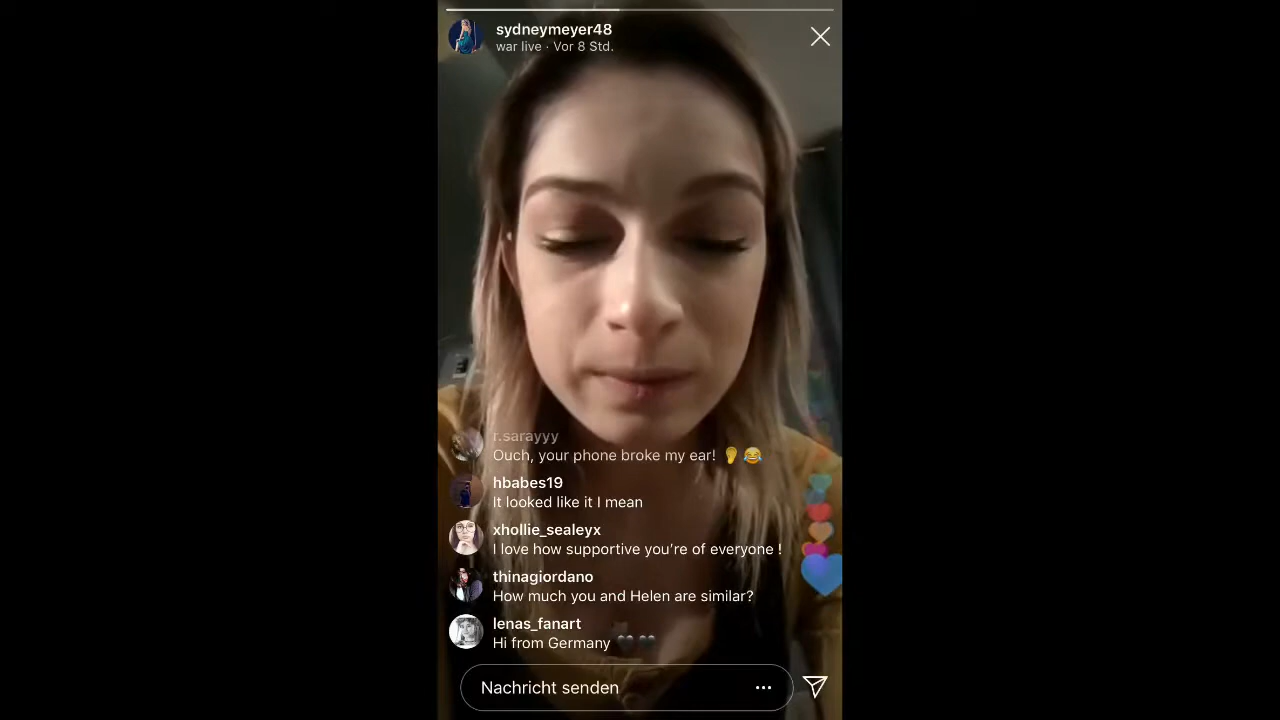 sydneymeyer48
war live · Vor 8 Std.
r.sarayyy
Ouch, your phone broke my ear! 👂😂
hbabes19
It looked like it I mean
xhollie_sealeyx
I love how supportive you're of everyone !
thinagiordano
How much you and Helen are similar?
lenas_fanart
Hi from Germany 🖤🖤
Nachricht senden